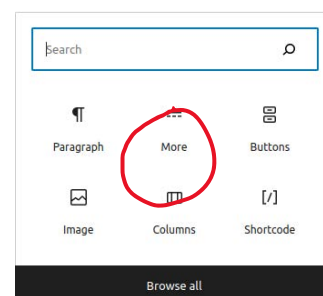 Search
Paragraph More Buttons
[/]
Image Columns Shortcode
Browse all